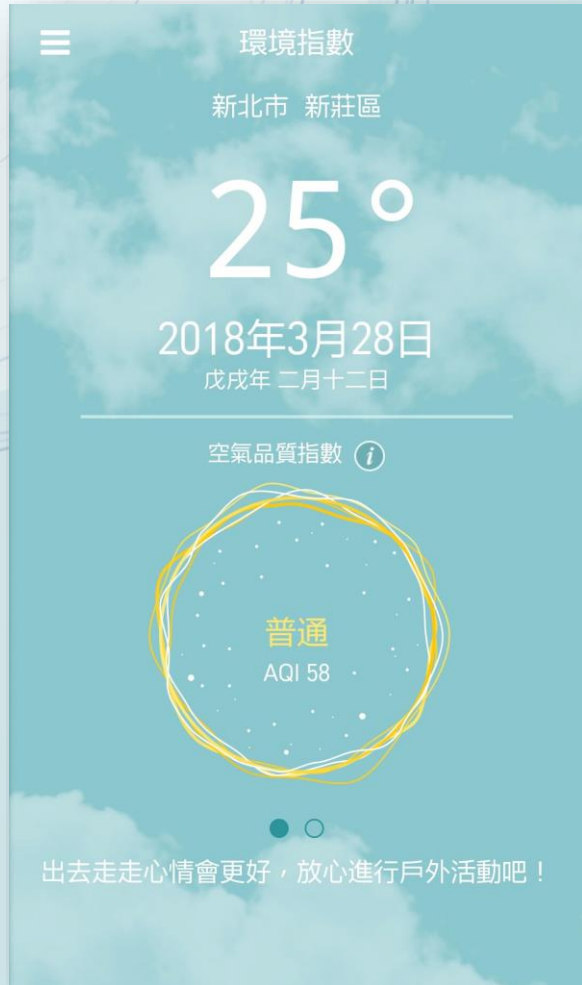 環境指數
新北市 新莊區
25°
2018年3月28日
戊戌年 二月十二日
空氣品質指數 i
普通
AQI 58
出去走走心情會更好，放心進行戶外活動吧！